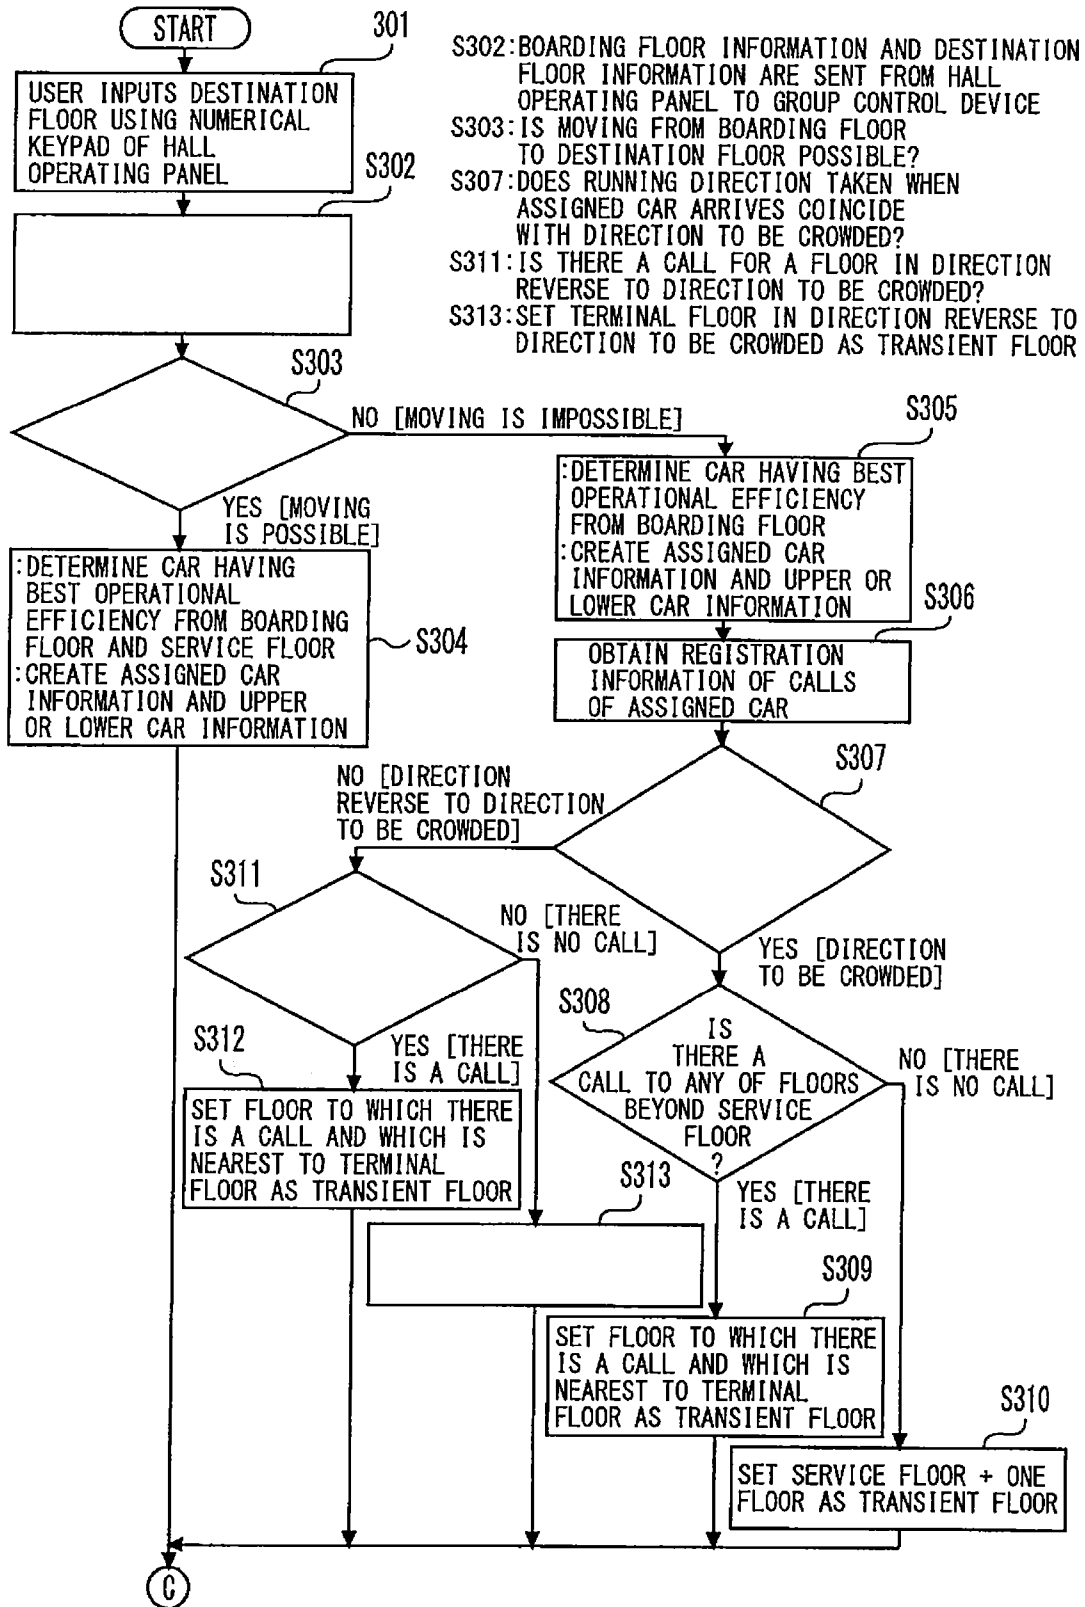 START
301
USER INPUTS DESTINATION
FLOOR USING NUMERICAL
KEYPAD OF HALL
OPERATING PANEL
S302
S302:BOARDING FLOOR INFORMATION AND DESTINATION
FLOOR INFORMATION ARE SENT FROM HALL
OPERATING PANEL TO GROUP CONTROL DEVICE
S303:IS MOVING FROM BOARDING FLOOR
TO DESTINATION FLOOR POSSIBLE?
S307:DOES RUNNING DIRECTION TAKEN WHEN
ASSIGNED CAR ARRIVES COINCIDE
WITH DIRECTION TO BE CROWDED?
S311:IS THERE A CALL FOR A FLOOR IN DIRECTION
REVERSE TO DIRECTION TO BE CROWDED?
S313:SET TERMINAL FLOOR IN DIRECTION REVERSE TO
DIRECTION TO BE CROWDED AS TRANSIENT FLOOR
S303
NO [MOVING IS IMPOSSIBLE]
YES [MOVING
IS POSSIBLE]
:DETERMINE CAR HAVING
BEST OPERATIONAL
EFFICIENCY FROM BOARDING
FLOOR AND SERVICE FLOOR
:CREATE ASSIGNED CAR
INFORMATION AND UPPER
OR LOWER CAR INFORMATION
S304
S305
:DETERMINE CAR HAVING BEST
OPERATIONAL EFFICIENCY
FROM BOARDING FLOOR
:CREATE ASSIGNED CAR
INFORMATION AND UPPER OR
LOWER CAR INFORMATION
S306
OBTAIN REGISTRATION
INFORMATION OF CALLS
OF ASSIGNED CAR
S307
NO [DIRECTION
REVERSE TO DIRECTION
TO BE CROWDED]
YES [DIRECTION
TO BE CROWDED]
S311
NO [THERE
IS NO CALL]
YES [THERE
IS A CALL]
S312
SET FLOOR TO WHICH THERE
IS A CALL AND WHICH IS
NEAREST TO TERMINAL
FLOOR AS TRANSIENT FLOOR
S308
IS
THERE A
CALL TO ANY OF FLOORS
BEYOND SERVICE
FLOOR
?
NO [THERE
IS NO CALL]
YES [THERE
IS A CALL]
S313
S309
SET FLOOR TO WHICH THERE
IS A CALL AND WHICH IS
NEAREST TO TERMINAL
FLOOR AS TRANSIENT FLOOR
S310
SET SERVICE FLOOR + ONE
FLOOR AS TRANSIENT FLOOR
C